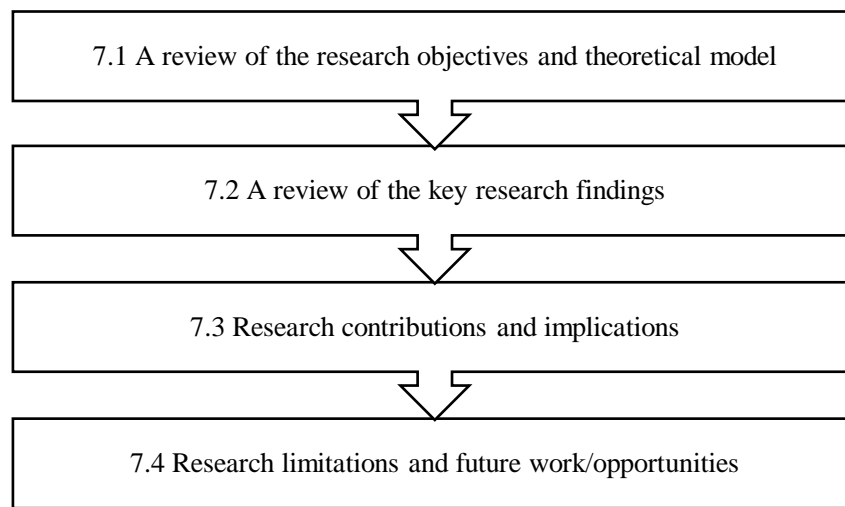 7.1 A review of the research objectives and theoretical model
7.2 A review of the key research findings
7.3 Research contributions and implications
7.4 Research limitations and future work/opportunities